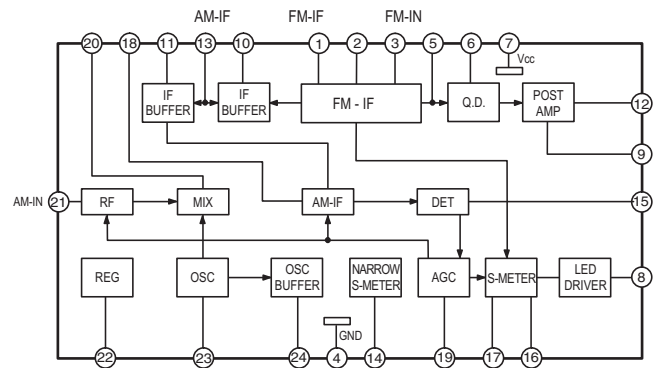 AM-IF FM-IF FM-IN
20 18 11 13 10 1 2 3 5 6 7
Vcc
IF BUFFER
IF BUFFER
FM - IF
Q.D.
POST AMP
12
9
AM-IN 21
RF
MIX
AM-IF
DET
15
REG
OSC
OSC BUFFER
NARROW S-METER
AGC
S-METER
LED DRIVER
8
GND
22 23 24 4 14 19 17 16